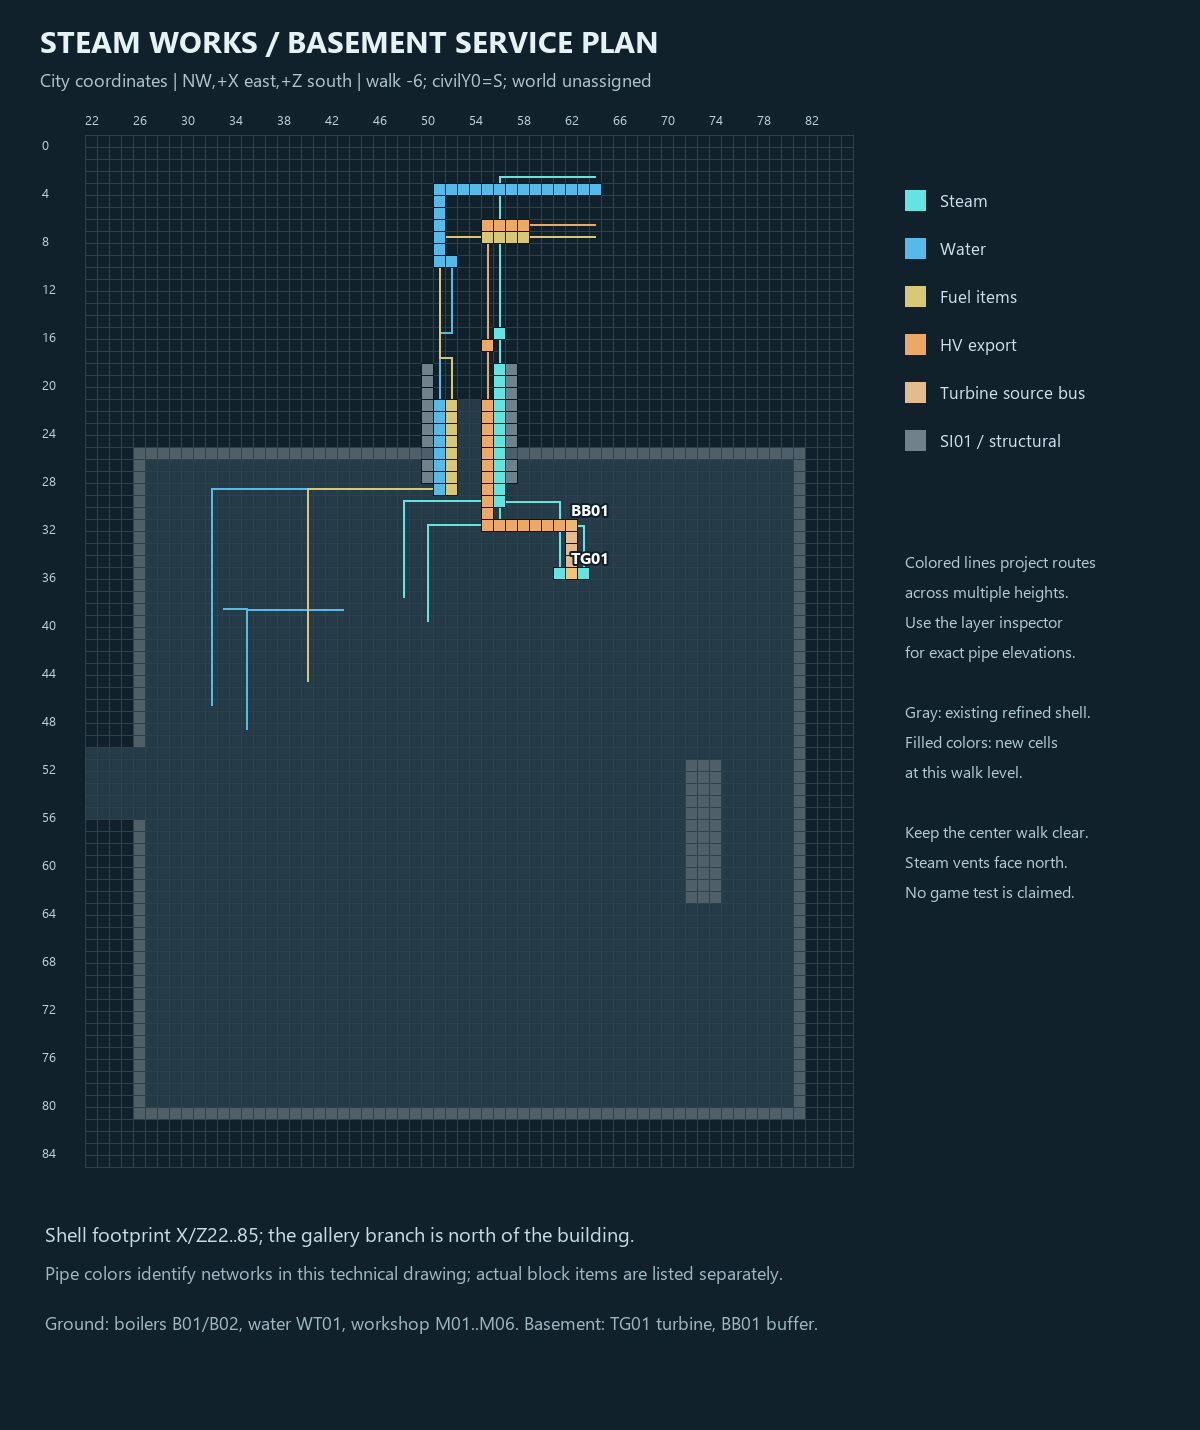 STEAM WORKS / BASEMENT SERVICE PLAN
City coordinates | NW,+X east,+Z south | walk -6; civilY0=S; world unassigned
22 26 30 34 38 42 46 50 54 58 62 66 70 74 78 82
0
4
8
12
16
20
24
28
32
36
40
44
48
52
56
60
64
68
72
76
80
84
BB01
TG01
Steam
Water
Fuel items
HV export
Turbine source bus
SI01 / structural
Colored lines project routes
across multiple heights.
Use the layer inspector
for exact pipe elevations.
Gray: existing refined shell.
Filled colors: new cells
at this walk level.
Keep the center walk clear.
Steam vents face north.
No game test is claimed.
Shell footprint X/Z22..85; the gallery branch is north of the building.
Pipe colors identify networks in this technical drawing; actual block items are listed separately.
Ground: boilers B01/B02, water WT01, workshop M01..M06. Basement: TG01 turbine, BB01 buffer.